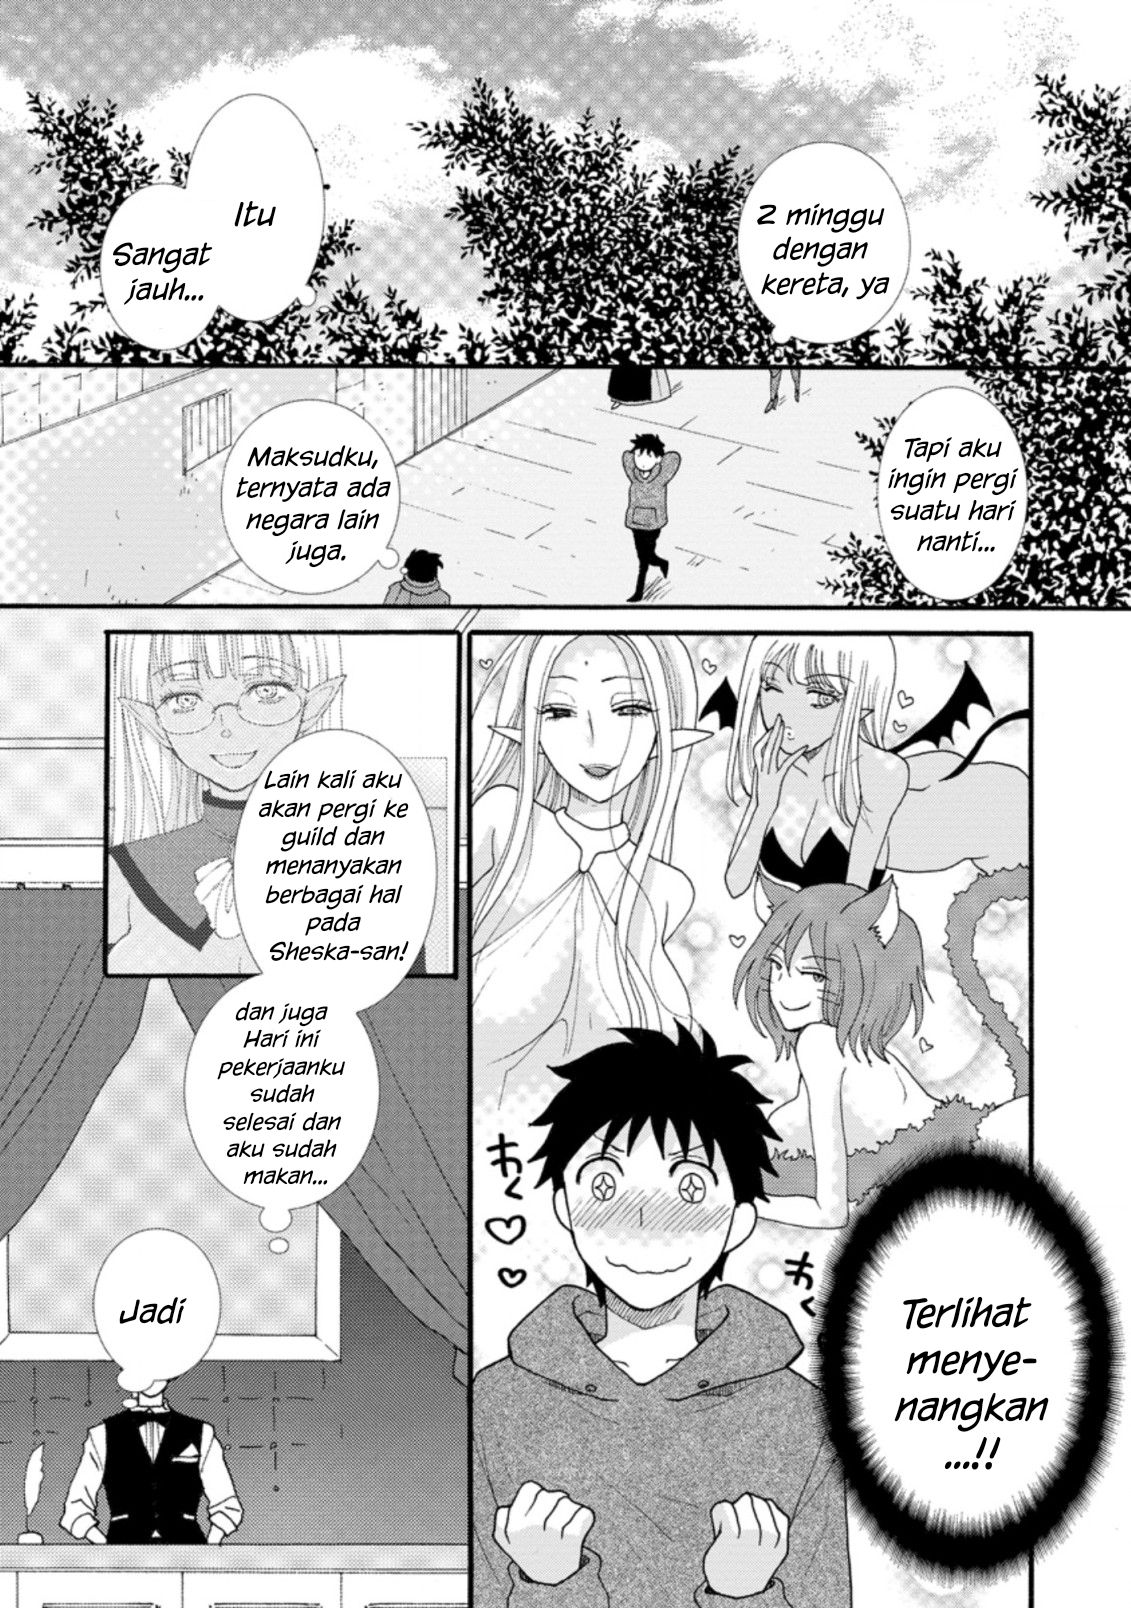 2 minggu
dengan
kereta, ya
Itu
Sangat
jauh...
Tapi aku
ingin pergi
suatu hari
nanti...
Maksudku,
ternyata ada
negara lain
juga.
わくわく
Terlihat
menye-
nangkan
...!!
Lain kali aku
akan pergi ke
guild dan
menanyakan
berbagai hal
pada
Sheska-san!
dan juga
Hari ini
pekerjaanku
sudah
selesai dan
aku sudah
makan...
Jadi